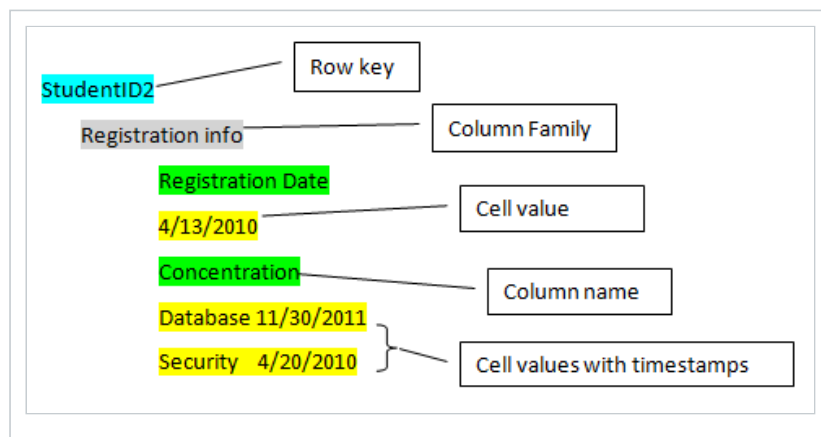 Row key
StudentID2
Registration info
Column Family
Registration Date
4/13/2010
Cell value
Concentration
Column name
Database 11/30/2011
Security 4/20/2010
Cell values with timestamps